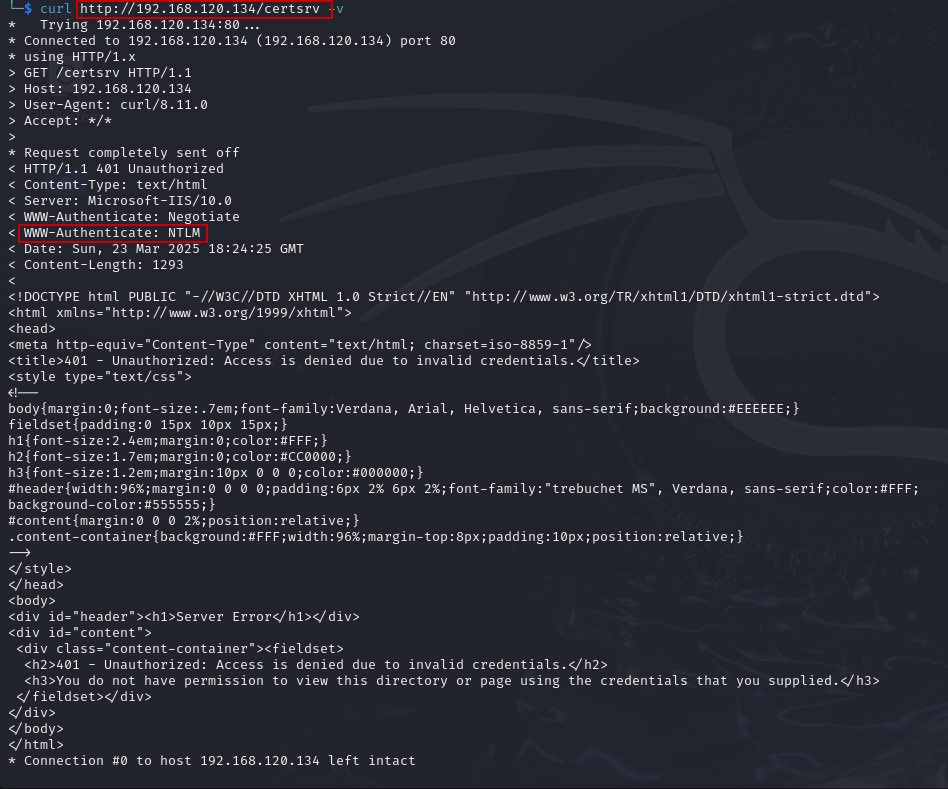 └─$ curl http://192.168.120.134/certsrv -v
*   Trying 192.168.120.134:80...
* Connected to 192.168.120.134 (192.168.120.134) port 80
* using HTTP/1.x
> GET /certsrv HTTP/1.1
> Host: 192.168.120.134
> User-Agent: curl/8.11.0
> Accept: */*
>
* Request completely sent off
< HTTP/1.1 401 Unauthorized
< Content-Type: text/html
< Server: Microsoft-IIS/10.0
< WWW-Authenticate: Negotiate
< WWW-Authenticate: NTLM
< Date: Sun, 23 Mar 2025 18:24:25 GMT
< Content-Length: 1293
<
<!DOCTYPE html PUBLIC "-//W3C//DTD XHTML 1.0 Strict//EN" "http://www.w3.org/TR/xhtml1/DTD/xhtml1-strict.dtd">
<html xmlns="http://www.w3.org/1999/xhtml">
<head>
<meta http-equiv="Content-Type" content="text/html; charset=iso-8859-1"/>
<title>401 - Unauthorized: Access is denied due to invalid credentials.</title>
<style type="text/css">
<!--
body{margin:0;font-size:.7em;font-family:Verdana, Arial, Helvetica, sans-serif;background:#EEEEEE;}
fieldset{padding:0 15px 10px 15px;}
h1{font-size:2.4em;margin:0;color:#FFF;}
h2{font-size:1.7em;margin:0;color:#CC0000;}
h3{font-size:1.2em;margin:10px 0 0 0;color:#000000;}
#header{width:96%;margin:0 0 0 0;padding:6px 2% 6px 2%;font-family:"trebuchet MS", Verdana, sans-serif;color:#FFF;
background-color:#555555;}
#content{margin:0 0 0 2%;position:relative;}
.content-container{background:#FFF;width:96%;margin-top:8px;padding:10px;position:relative;}
-->
</style>
</head>
<body>
<div id="header"><h1>Server Error</h1></div>
<div id="content">
 <div class="content-container"><fieldset>
  <h2>401 - Unauthorized: Access is denied due to invalid credentials.</h2>
  <h3>You do not have permission to view this directory or page using the credentials that you supplied.</h3>
 </fieldset></div>
</div>
</body>
</html>
* Connection #0 to host 192.168.120.134 left intact